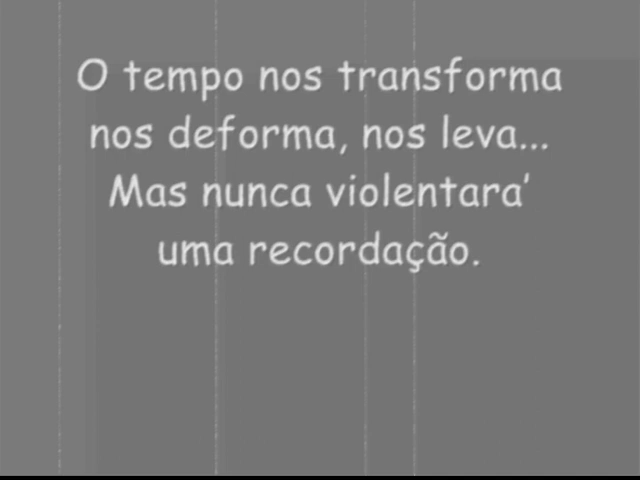 O tempo nos transforma
nos deforma, nos leva...
Mas nunca violentara'
uma recordação.